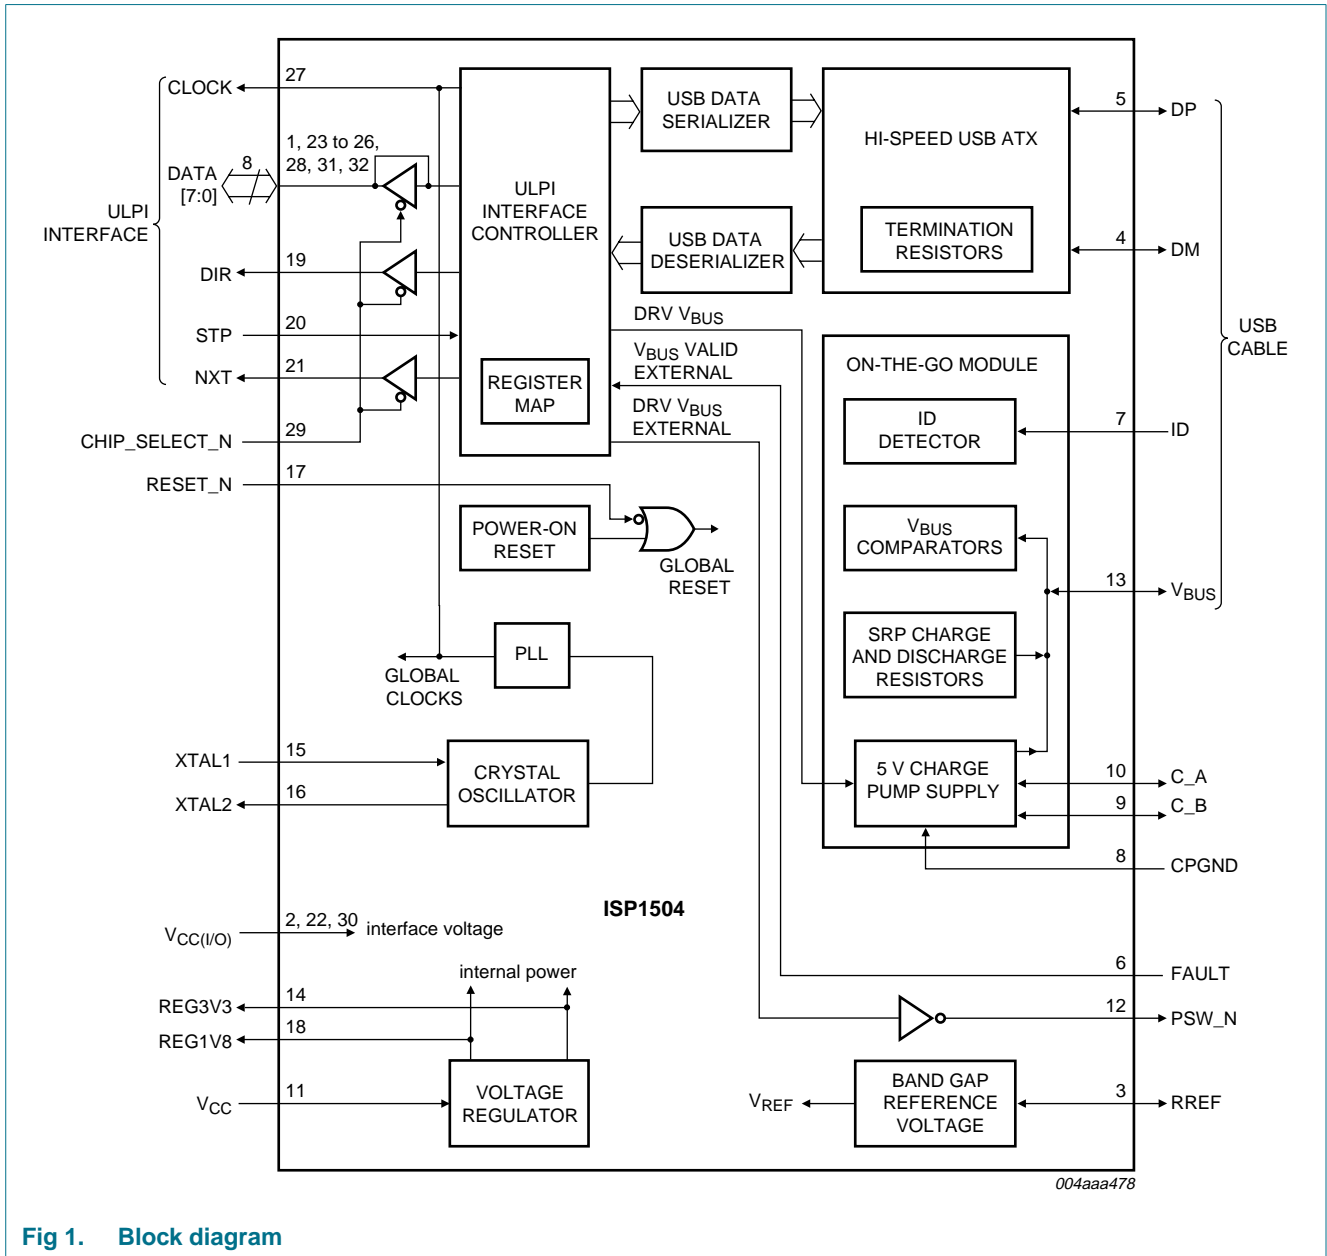 CLOCK
27
DATA
[7:0]
8
1, 23 to 26,
28, 31, 32
ULPI
INTERFACE
DIR
19
STP
20
NXT
21
CHIP_SELECT_N
29
RESET_N
17
ULPI
INTERFACE
CONTROLLER
REGISTER
MAP
USB DATA
SERIALIZER
USB DATA
DESERIALIZER
HI-SPEED USB ATX
TERMINATION
RESISTORS
5
DP
4
DM
USB
CABLE
DRV VBUS
VBUS VALID
EXTERNAL
DRV VBUS
EXTERNAL
ON-THE-GO MODULE
ID
DETECTOR
7
ID
VBUS
COMPARATORS
13
VBUS
SRP CHARGE
AND DISCHARGE
RESISTORS
5 V CHARGE
PUMP SUPPLY
10
C_A
9
C_B
8
CPGND
POWER-ON
RESET
GLOBAL
RESET
PLL
GLOBAL
CLOCKS
XTAL1
15
XTAL2
16
CRYSTAL
OSCILLATOR
ISP1504
VCC(I/O)
2, 22, 30
interface voltage
internal power
REG3V3
14
REG1V8
18
VCC
11
VOLTAGE
REGULATOR
6
FAULT
12
PSW_N
VREF
BAND GAP
REFERENCE
VOLTAGE
3
RREF
004aaa478
Fig 1. Block diagram